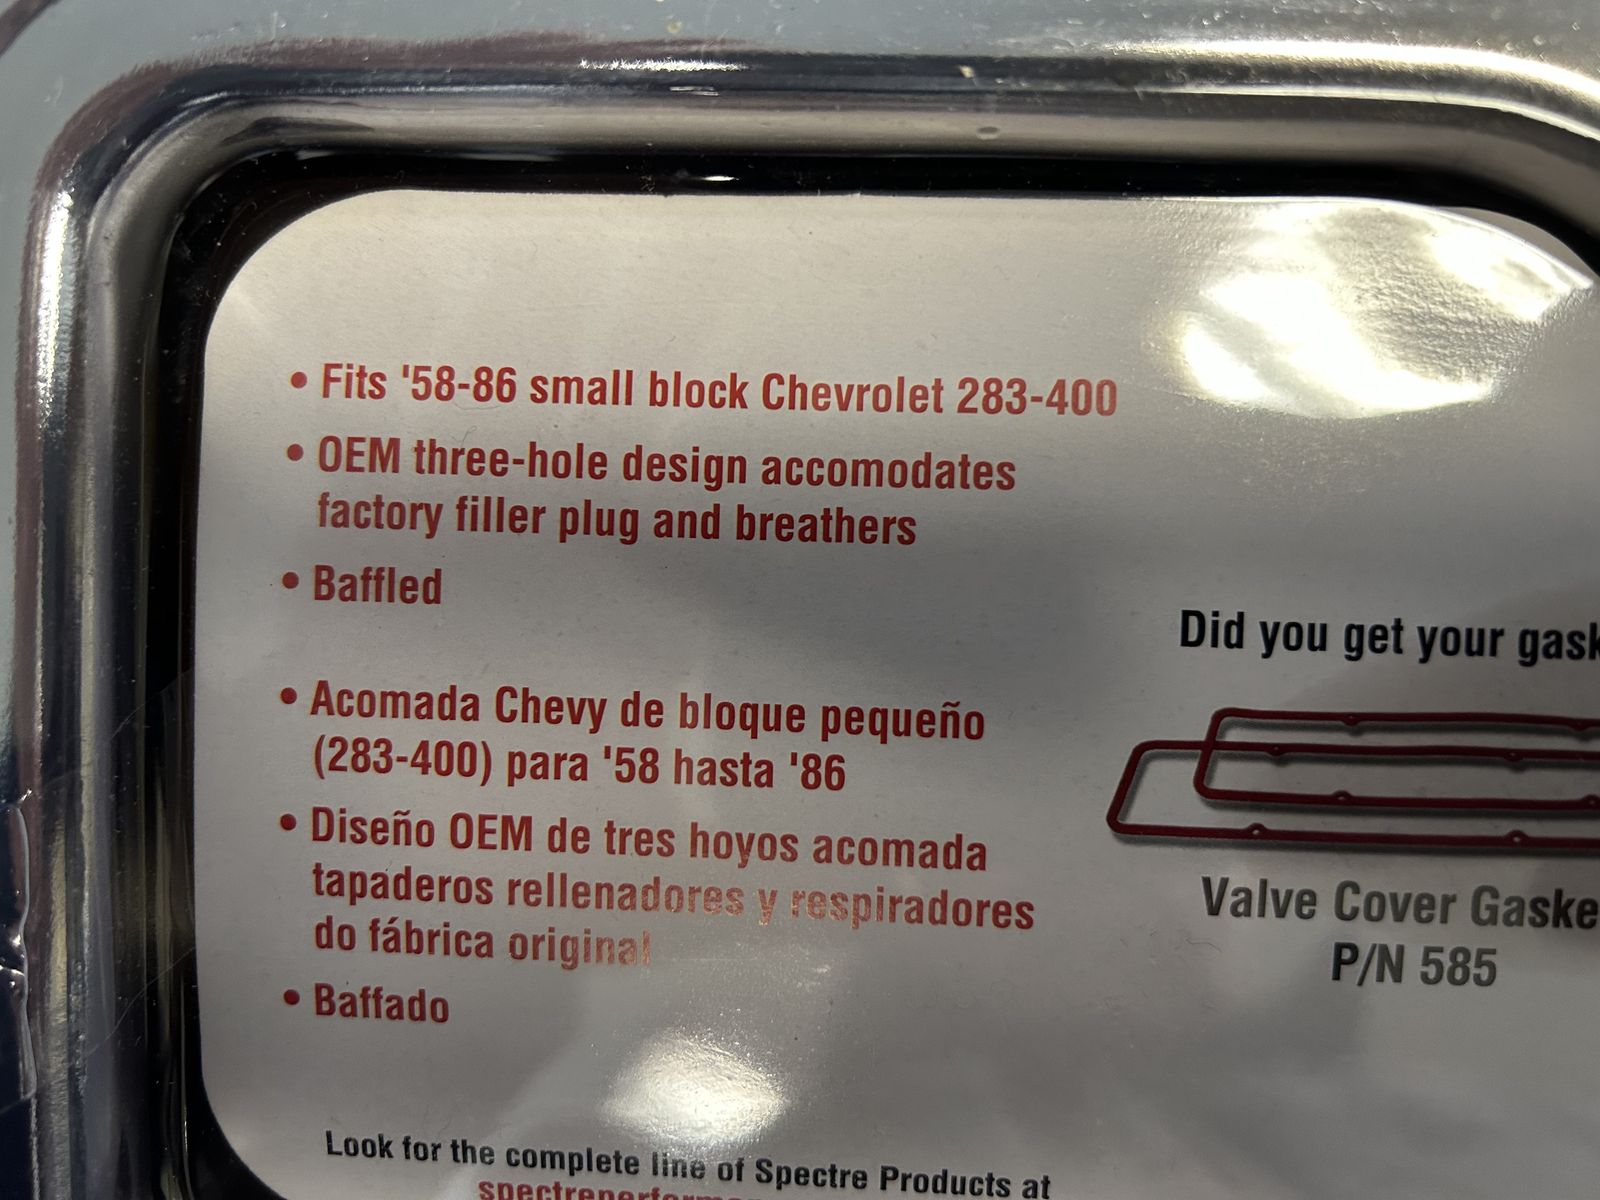 • Fits '58-86 small block Chevrolet 283-400
• OEM three-hole design accomodates
factory filler plug and breathers
• Baffled
• Acomada Chevy de bloque pequeño
(283-400) para '58 hasta '86
• Diseño OEM de tres hoyos acomada
tapaderos rellenadores y respiradores
do fábrica original
• Baffado
Did you get your
Valve Cover
P/N 585
Look for the complete line of Spectre Products at